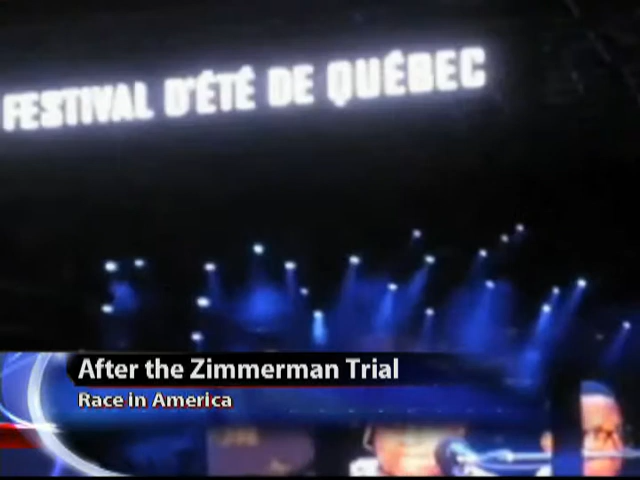 FESTIVAL D'ÉTÉ DE QUÉBEC
After the Zimmerman Trial
Race in America